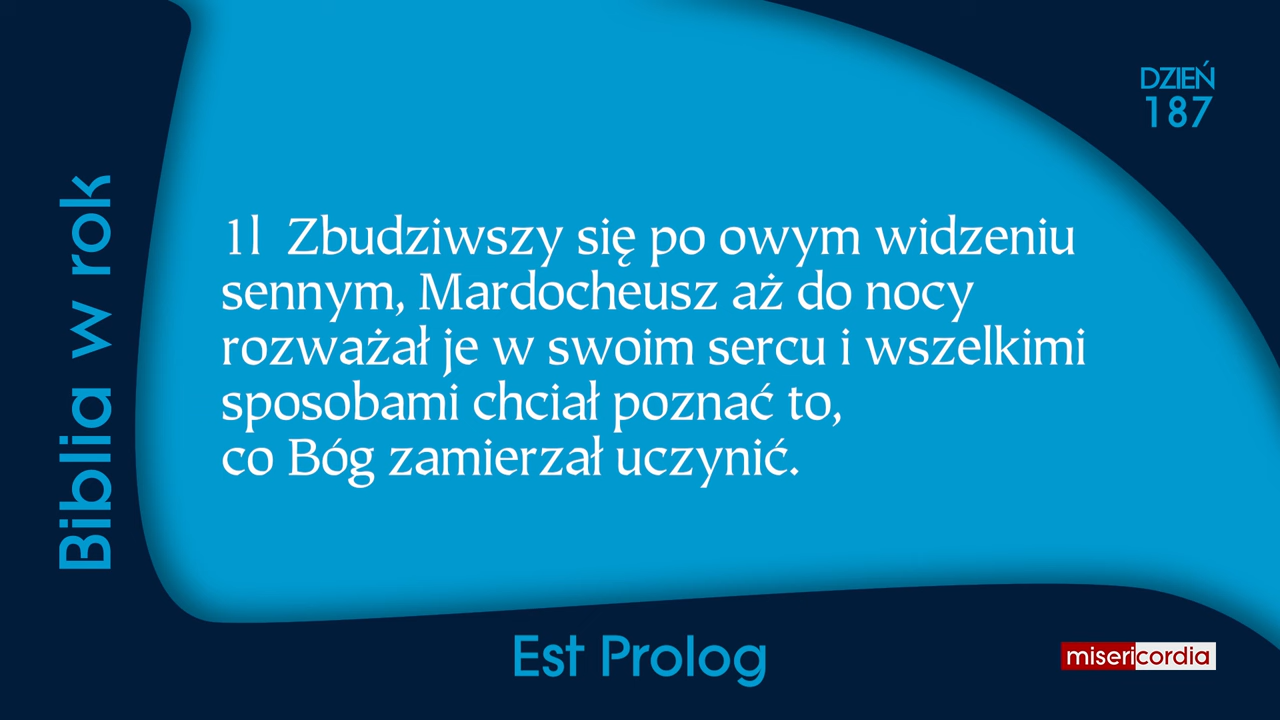 DZIEŃ
187
Biblia w rok
1l Zbudziwszy się po owym widzeniu
sennym, Mardocheusz aż do nocy
rozważał je w swoim sercu i wszelkimi
sposobami chciał poznać to,
co Bóg zamierzał uczynić.
Est Prolog
misericordia